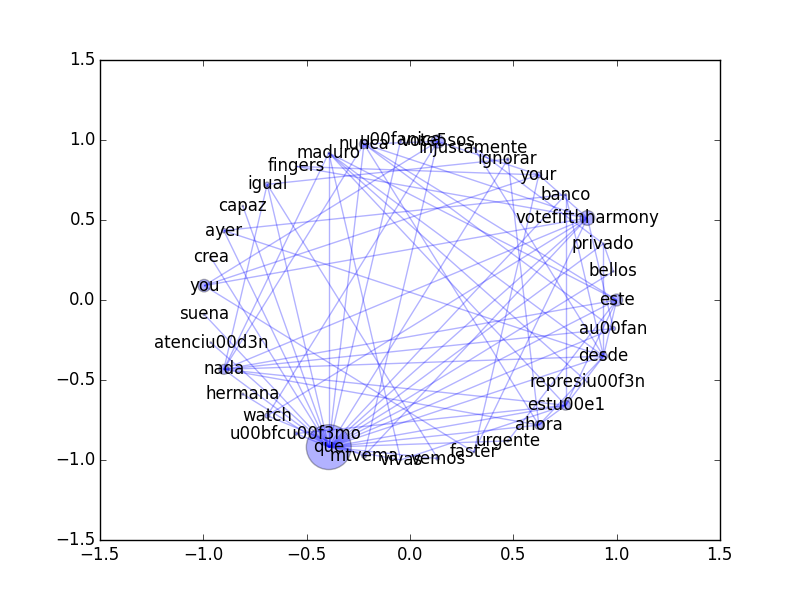 1.5
1.0
0.5
0.0
−0.5
−1.0
−1.5
u00fanica
vote5sos
nunca
injustamente
maduro
ignorar
fingers
your
igual
banco
capaz
votefifthharmony
ayer
privado
crea
bellos
you
este
suena
au00fan
atenciu00d3n
desde
nada
represiu00f3n
hermana
estu00e1
watch
ahora
u00bfcu00f3mo
urgente
que
faster
mtvema
vivas
vemos
−1.5 −1.0 −0.5 0.0 0.5 1.0 1.5